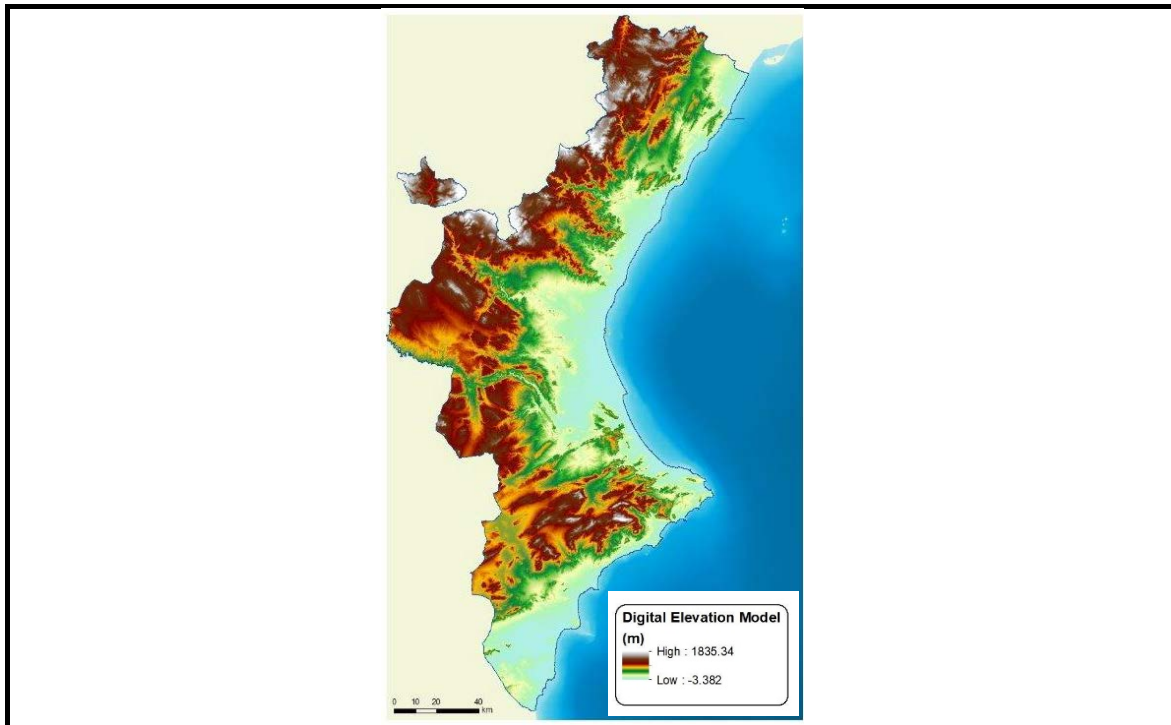 Digital Elevation Model
(m)
High : 1835.34
Low : -3.382
0 10 20 40
km